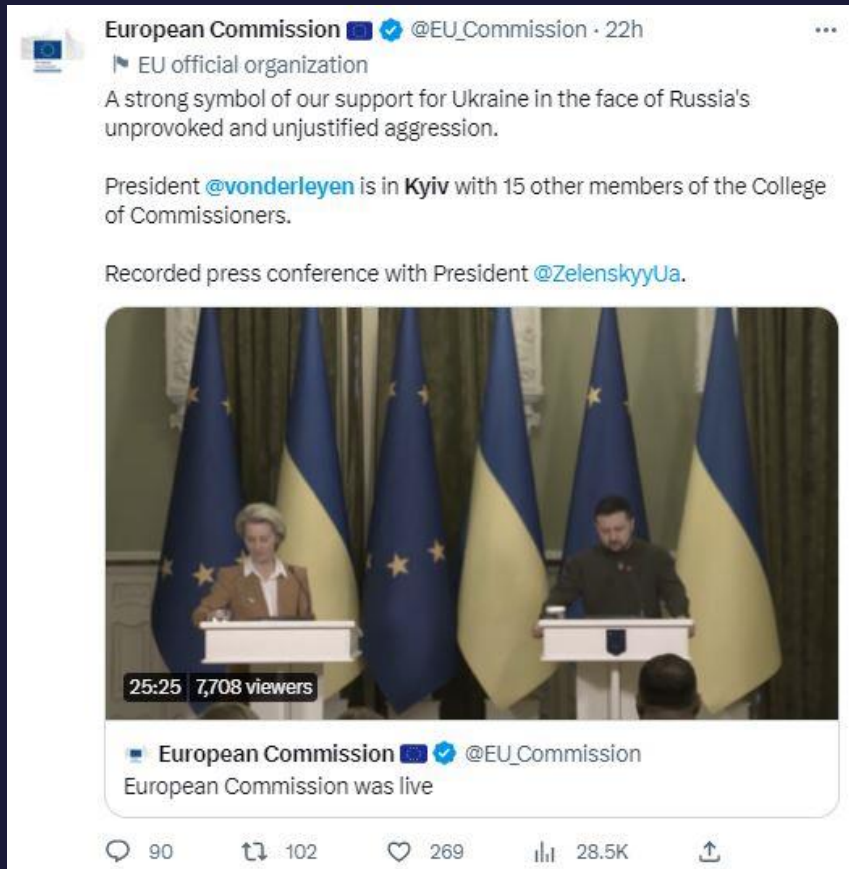 European Commission @EU_Commission · 22h
EU official organization
A strong symbol of our support for Ukraine in the face of Russia's
unprovoked and unjustified aggression.
President @vonderleyen is in Kyiv with 15 other members of the College
of Commissioners.
Recorded press conference with President @ZelenskyyUa.
25:25 7,708 viewers
European Commission @EU_Commission
European Commission was live
90 102 269 28.5K